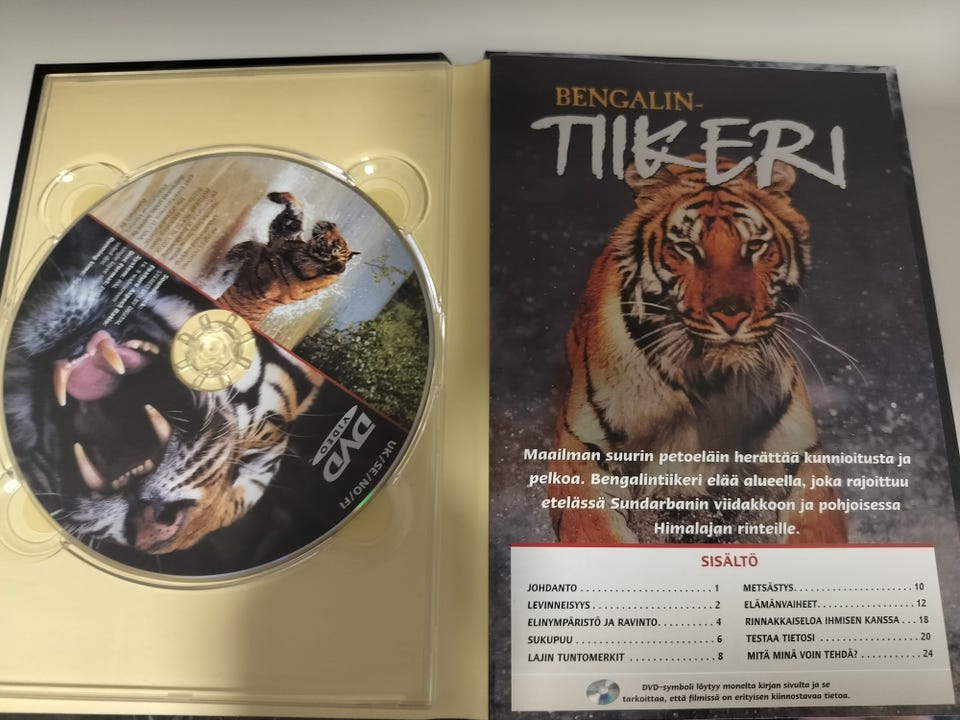 DVD
VIDEO
UK/SE/NO/FI
BENGALIN-
TIIKERI
Maailman suurin petoeläin herättää kunnioitusta ja
pelkoa. Bengalintiikeri elää alueella, joka rajoittuu
etelässä Sundarbanin viidakkoon ja pohjoisessa
Himalajan rinteille.
SISÄLTÖ
JOHDANTO . . . . . . . . . . . . . . . . . . . . . . . 1
LEVINNEISYYS . . . . . . . . . . . . . . . . . . . . . 2
ELINYMPÄRISTÖ JA RAVINTO. . . . . . . . . . 4
SUKUPUU . . . . . . . . . . . . . . . . . . . . . . . . 6
LAJIN TUNTOMERKIT . . . . . . . . . . . . . . . 8
METSÄSTYS. . . . . . . . . . . . . . . . . . . . . 10
ELÄMÄNVAIHEET. . . . . . . . . . . . . . . . . 12
RINNAKKAISELOA IHMISEN KANSSA . . . 18
TESTAA TIETOSI . . . . . . . . . . . . . . . . . 20
MITÄ MINÄ VOIN TEHDÄ? . . . . . . . . . . . 24
DVD-symboli löytyy monelta kirjan sivulta ja se
tarkoittaa, että filmissä on erityisen kiinnostavaa tietoa.